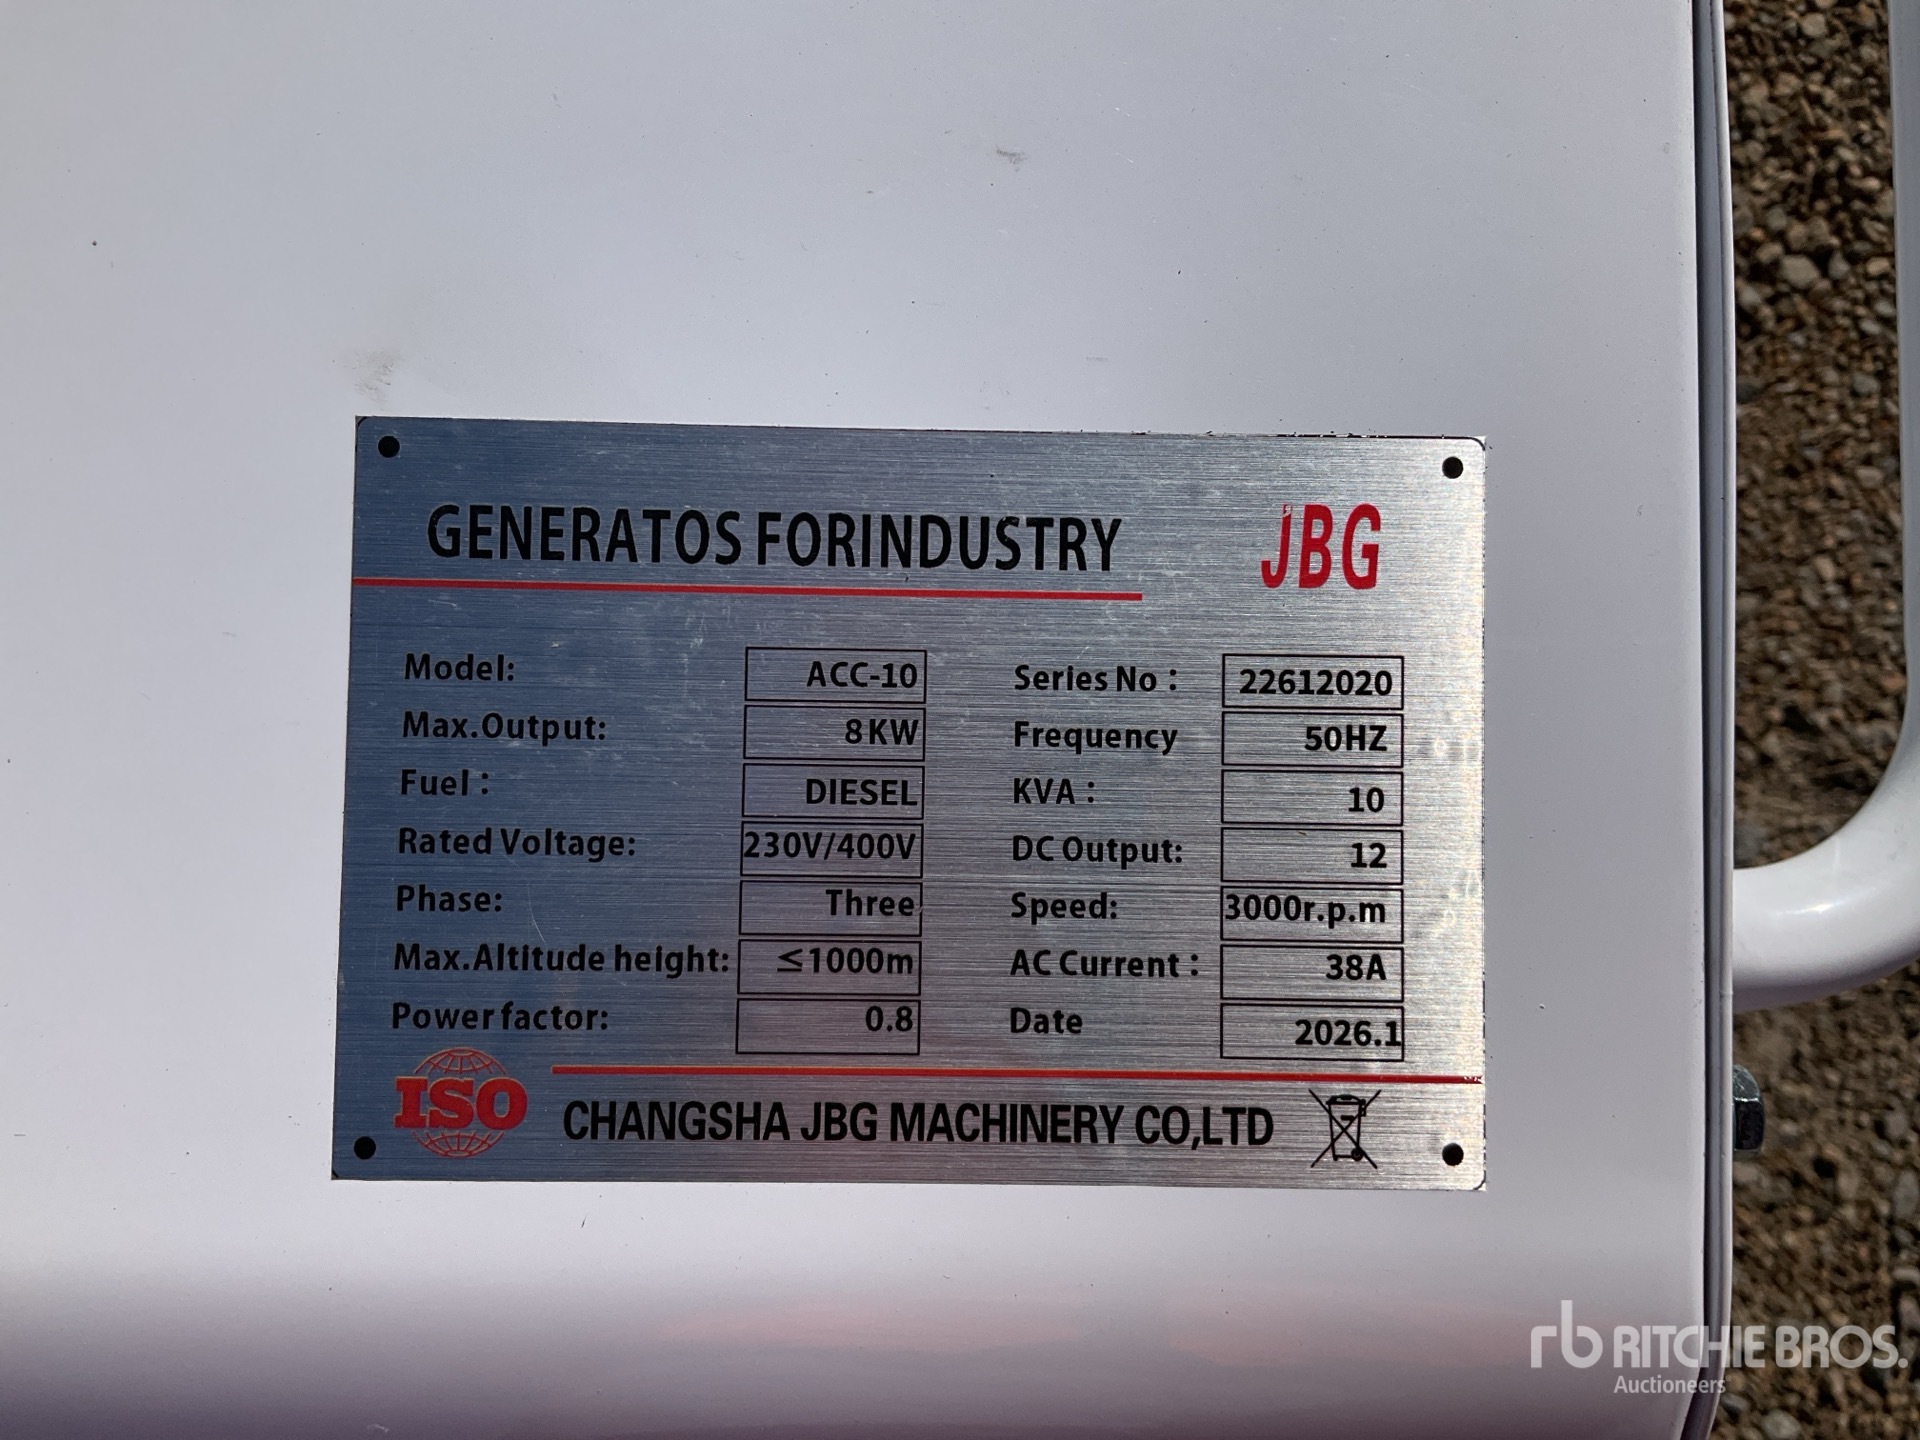 GENERATOS FORINDUSTRY JBG
Model: ACC-10 Series No : 22612020
Max.Output: 8KW Frequency 50HZ
Fuel : DIESEL KVA : 10
Rated Voltage: 230V/400V DC Output: 12
Phase: Three Speed: 3000r.p.m
Max.Altitude height: ≤1000m AC Current : 38A
Power factor: 0.8 Date 2026.1
ISO CHANGSHA JBG MACHINERY CO,LTD
rb RITCHIE BROS.
Auctioneers